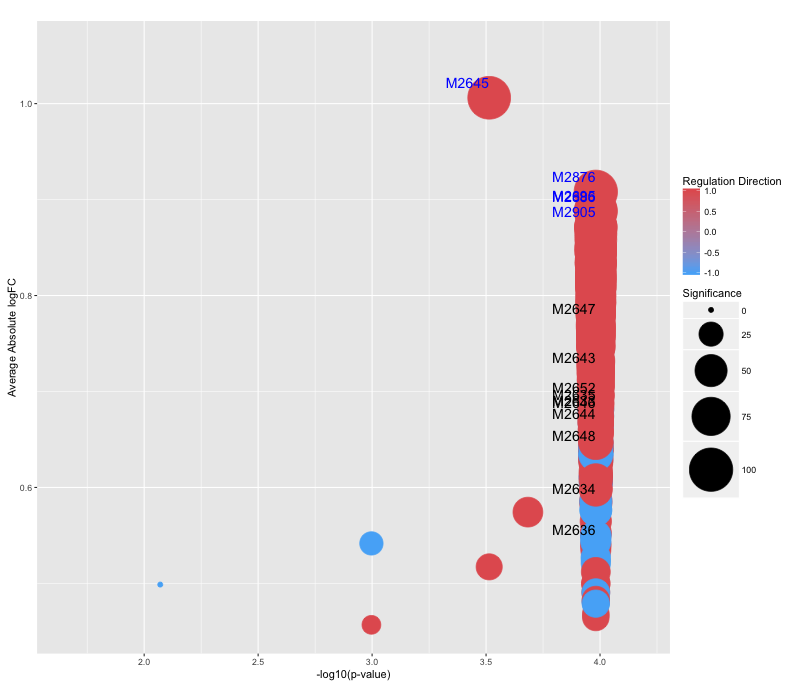 M2645
M2876
M2905
M2647
M2643
M2652
M2644
M2648
M2634
M2636
1.0
0.8
0.6
Average Absolute logFC
2.0 2.5 3.0 3.5 4.0
-log10(p-value)
Regulation Direction
1.0
0.5
0.0
-0.5
-1.0
Significance
0
25
50
75
100